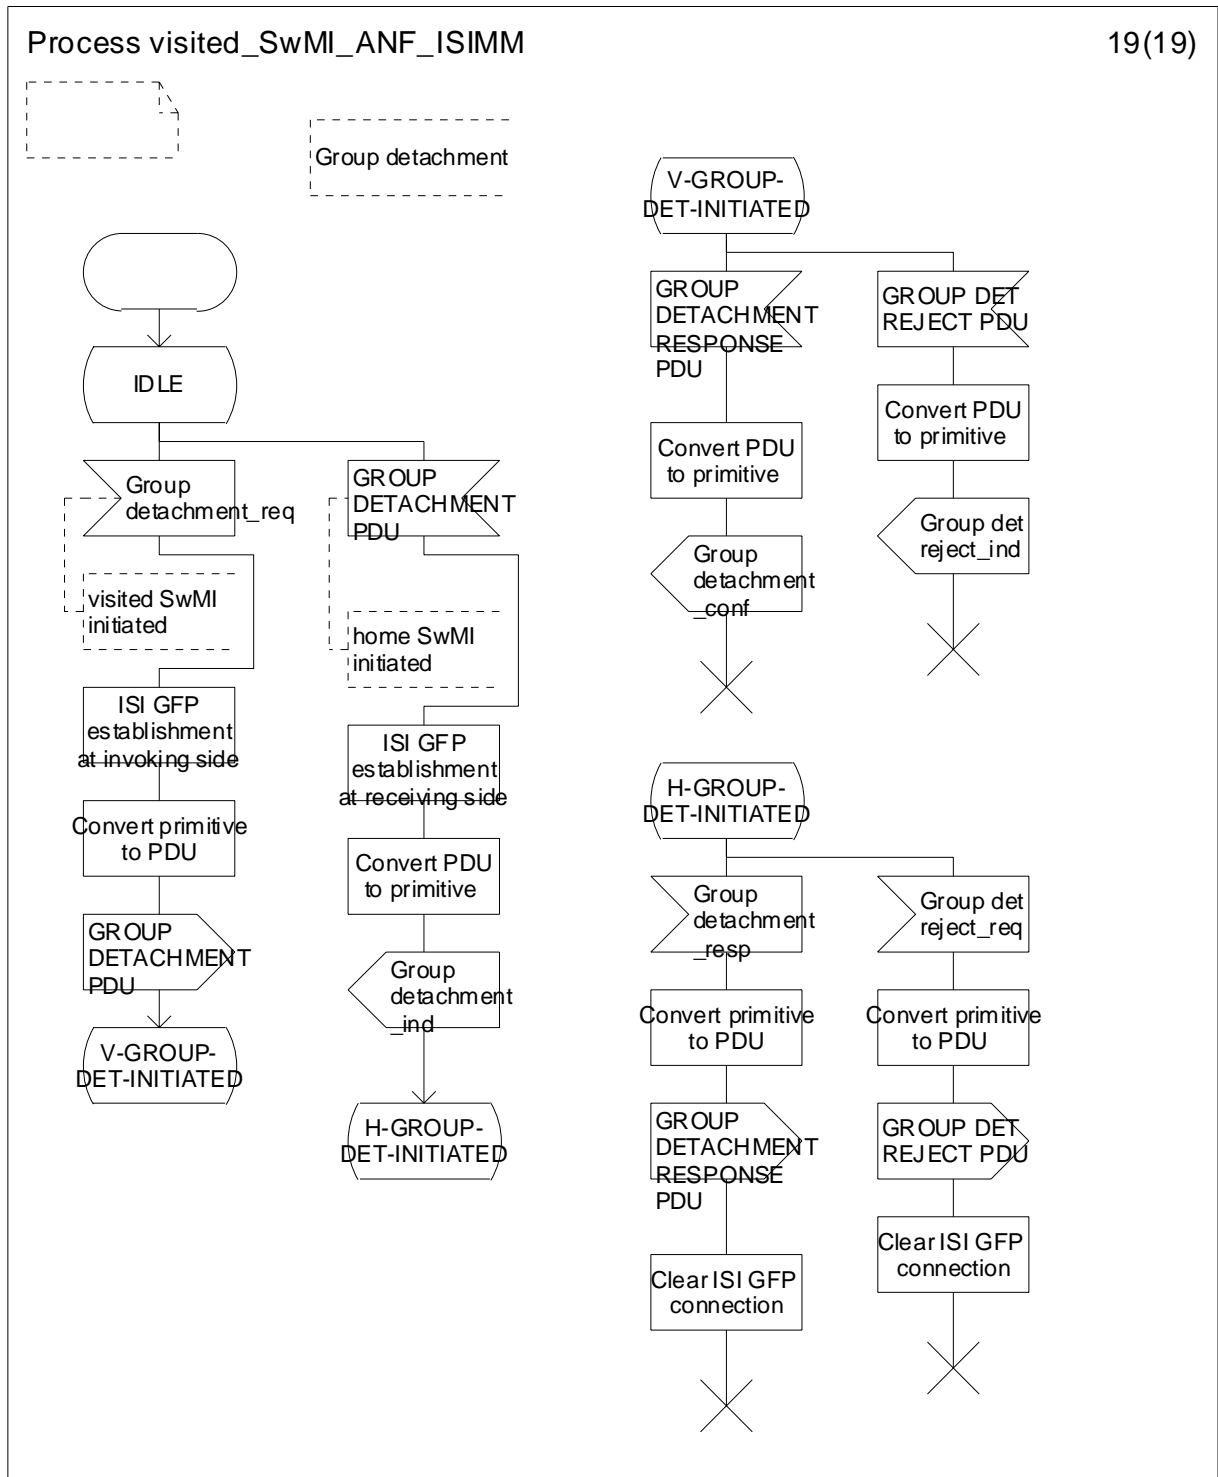 Process visited_SwMI_ANF_ISIMM
19(19)
Group detachment
IDLE
Group
detachment_req
visited SwMI
initiated
ISI GFP
establishment
at invoking side
Convert primitive
to PDU
GROUP
DETACHMENT
PDU
V-GROUP-
DET-INITIATED
GROUP
DETACHMENT
PDU
home SwMI
initiated
ISI GFP
establishment
at receiving side
Convert PDU
to primitive
Group
detachment
_ind
H-GROUP-
DET-INITIATED
V-GROUP-
DET-INITIATED
GROUP
DETACHMENT
RESPONSE
PDU
Convert PDU
to primitive
Group
detachment
_conf
GROUP DET
REJECT PDU
Convert PDU
to primitive
Group det
reject_ind
H-GROUP-
DET-INITIATED
Group
detachment
_resp
Convert primitive
to PDU
GROUP
DETACHMENT
RESPONSE
PDU
Clear ISI GFP
connection
Group det
reject_req
Convert primitive
to PDU
GROUP DET
REJECT PDU
Clear ISI GFP
connection